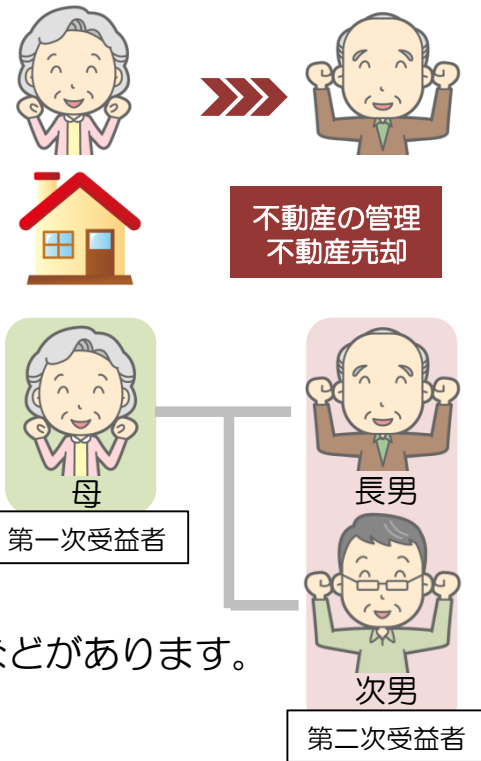 不動産の管理
不動産売却
母
第一次受益者
長男
などがあります。
次男
第二次受益者